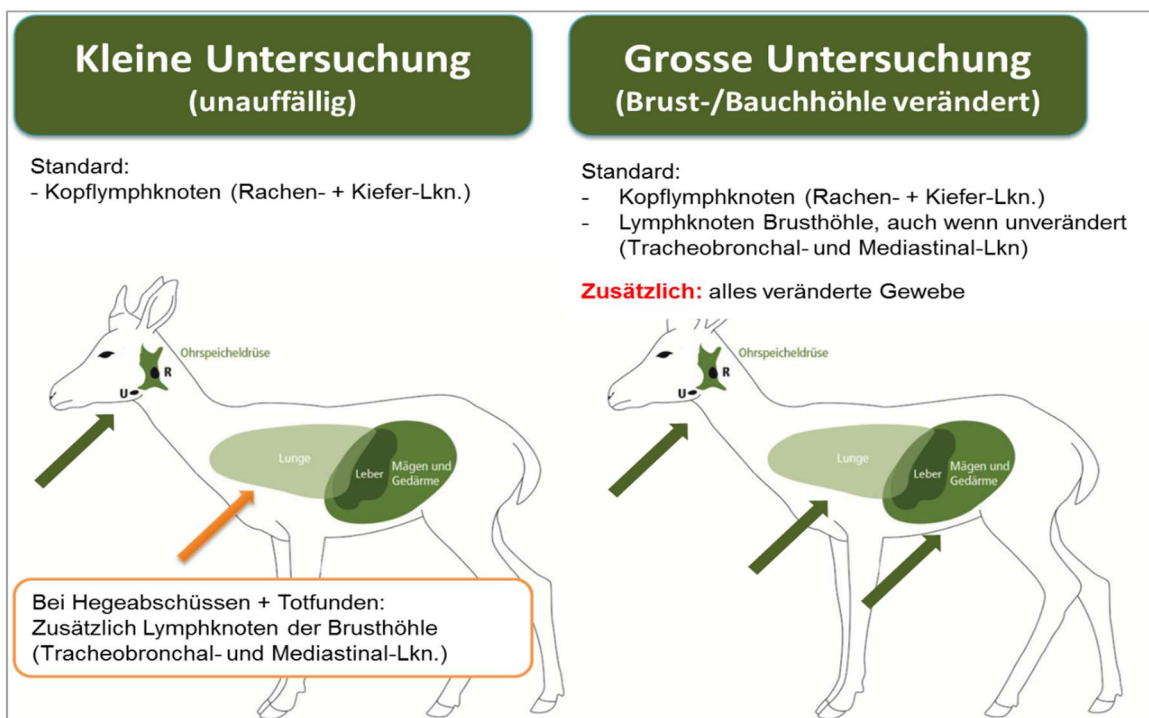 Kleine Untersuchung
(unauffällig)
Standard:
- Kopflymphknoten (Rachen- + Kiefer-Lkn.)
Ohrspeicheldrüse
R
U
Lunge
Leber
Mägen und
Gedärme
Bei Hegeabschüssen + Totfunden:
Zusätzlich Lymphknoten der Brusthöhle
(Tracheobronchal- und Mediastinal-Lkn.)
Grosse Untersuchung
(Brust-/Bauchhöhle verändert)
Standard:
- Kopflymphknoten (Rachen- + Kiefer-Lkn.)
- Lymphknoten Brusthöhle, auch wenn unverändert
(Tracheobronchal- und Mediastinal-Lkn)
Zusätzlich: alles veränderte Gewebe
Ohrspeicheldrüse
R
U
Lunge
Leber
Mägen und
Gedärme